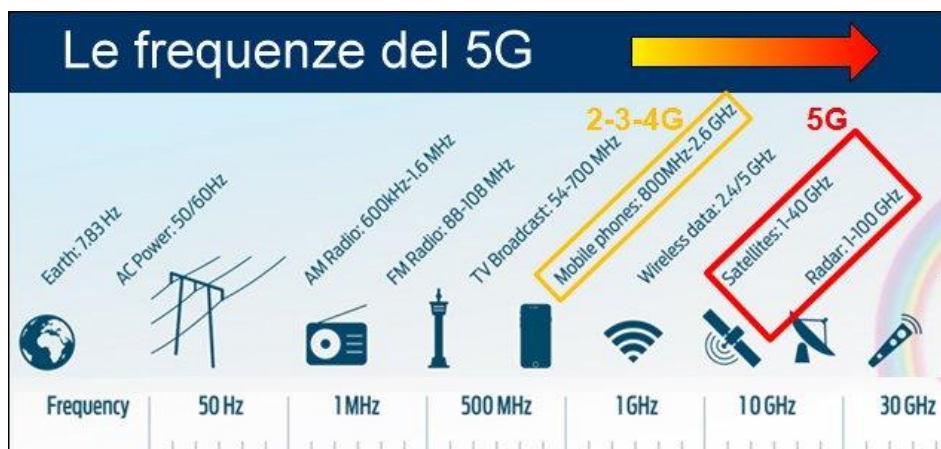 Le frequenze del 5G
2-3-4G
5G
Earth: 7.83 Hz
AC Power: 50/60Hz
AM Radio: 600kHz-1.6 MHz
FM Radio: 88-108 MHz
TV Broadcast: 54-700 MHz
Mobile phones: 800MHz-2.6 GHz
Wireless data: 2.4/5 GHz
Satellites: 1-40 GHz
Radar: 1-100 GHz
Frequency
50 Hz
1 MHz
500 MHz
1 GHz
10 GHz
30 GHz